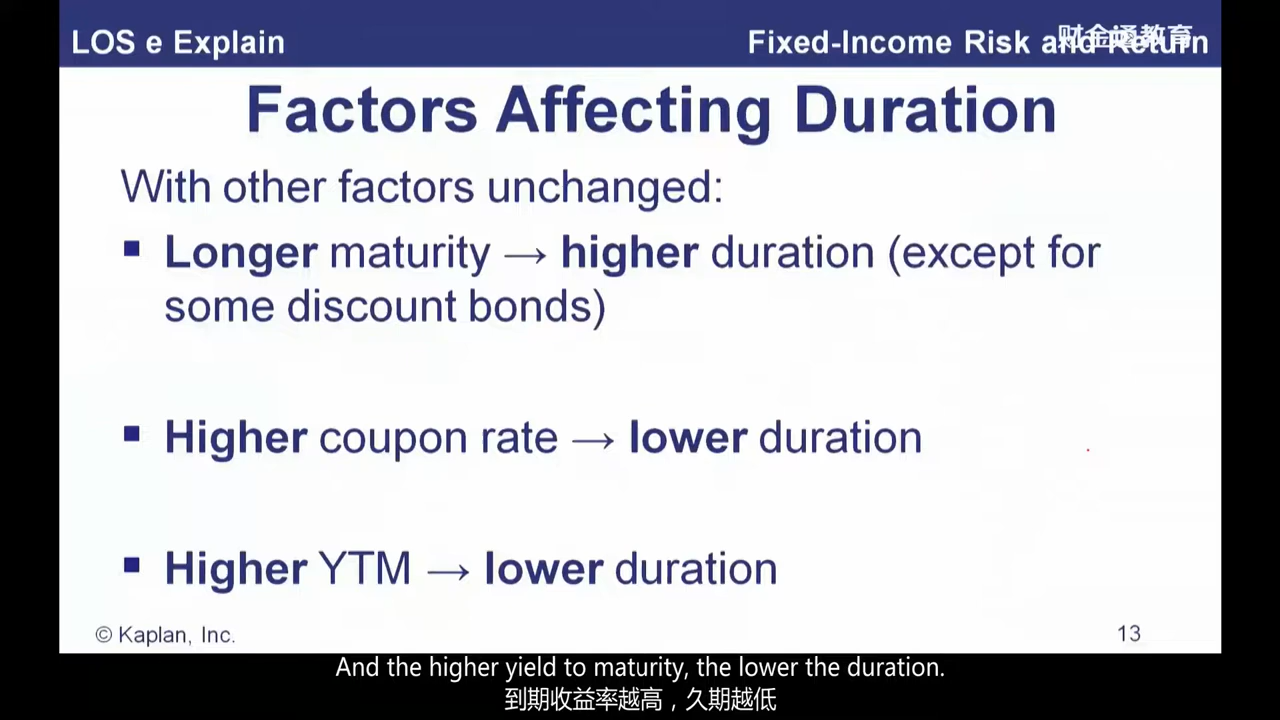 LOS e Explain
Fixed-Income Risk and Return
财金通教育
Factors Affecting Duration
With other factors unchanged:
▪ Longer maturity → higher duration (except for
some discount bonds)
▪ Higher coupon rate → lower duration
▪ Higher YTM → lower duration
© Kaplan, Inc.
13
And the higher yield to maturity, the lower the duration.
到期收益率越高，久期越低